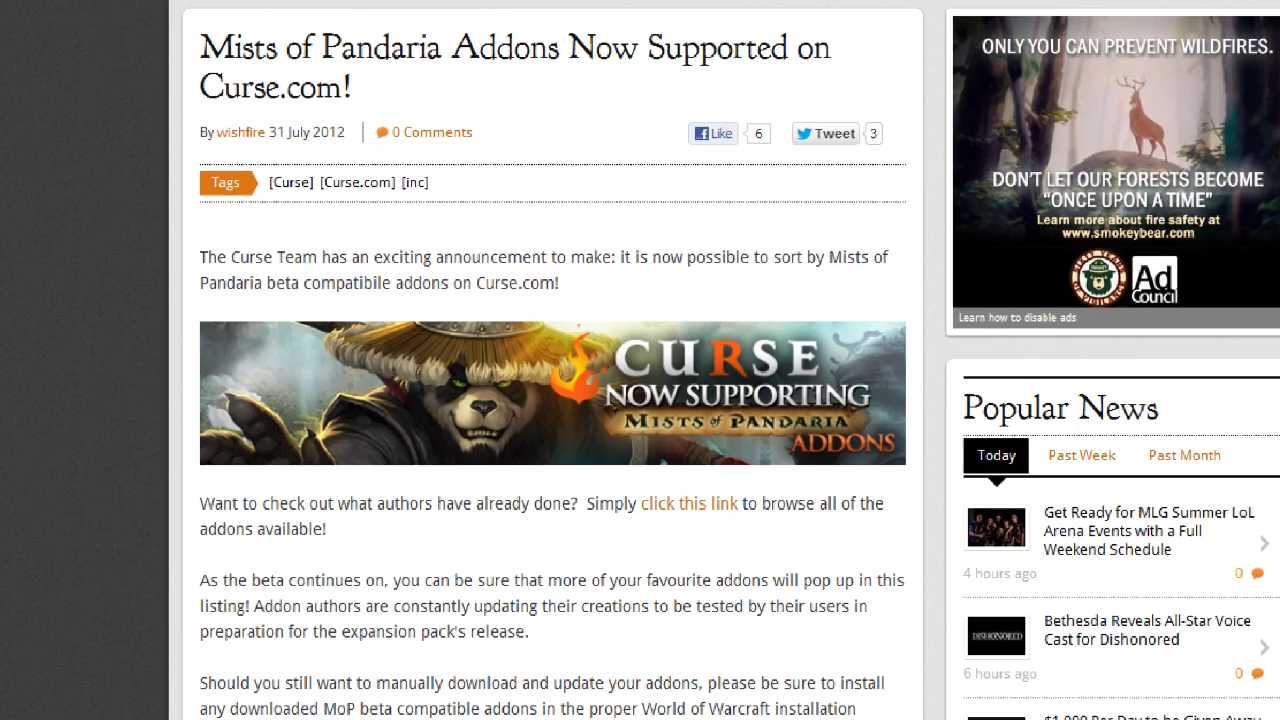 Mists of Pandaria Addons Now Supported on
Curse.com!
By wishfire 31 July 2012
0 Comments
Like
6
Tweet
3
Tags
[Curse] [Curse.com] [inc]
The Curse Team has an exciting announcement to make: it is now possible to sort by Mists of
Pandaria beta compatibile addons on Curse.com!
CURSE
NOW SUPPORTING
MISTS of PANDARIA
ADDONS
Want to check out what authors have already done? Simply click this link to browse all of the
addons available!
As the beta continues on, you can be sure that more of your favourite addons will pop up in this
listing! Addon authors are constantly updating their creations to be tested by their users in
preparation for the expansion pack's release.
Should you still want to manually download and update your addons, please be sure to install
any downloaded MoP beta compatible addons in the proper World of Warcraft installation
ONLY YOU CAN PREVENT WILDFIRES.
DON'T LET OUR FORESTS BECOME
"ONCE UPON A TIME"
Learn more about fire safety at
www.smokeybear.com
Ad
Council
Learn how to disable ads
Popular News
Today
Past Week
Past Month
Get Ready for MLG Summer LoL
Arena Events with a Full
Weekend Schedule
4 hours ago
0
DISHONORED
Bethesda Reveals All-Star Voice
Cast for Dishonored
6 hours ago
0
$1,000 Per Day to be Given Away